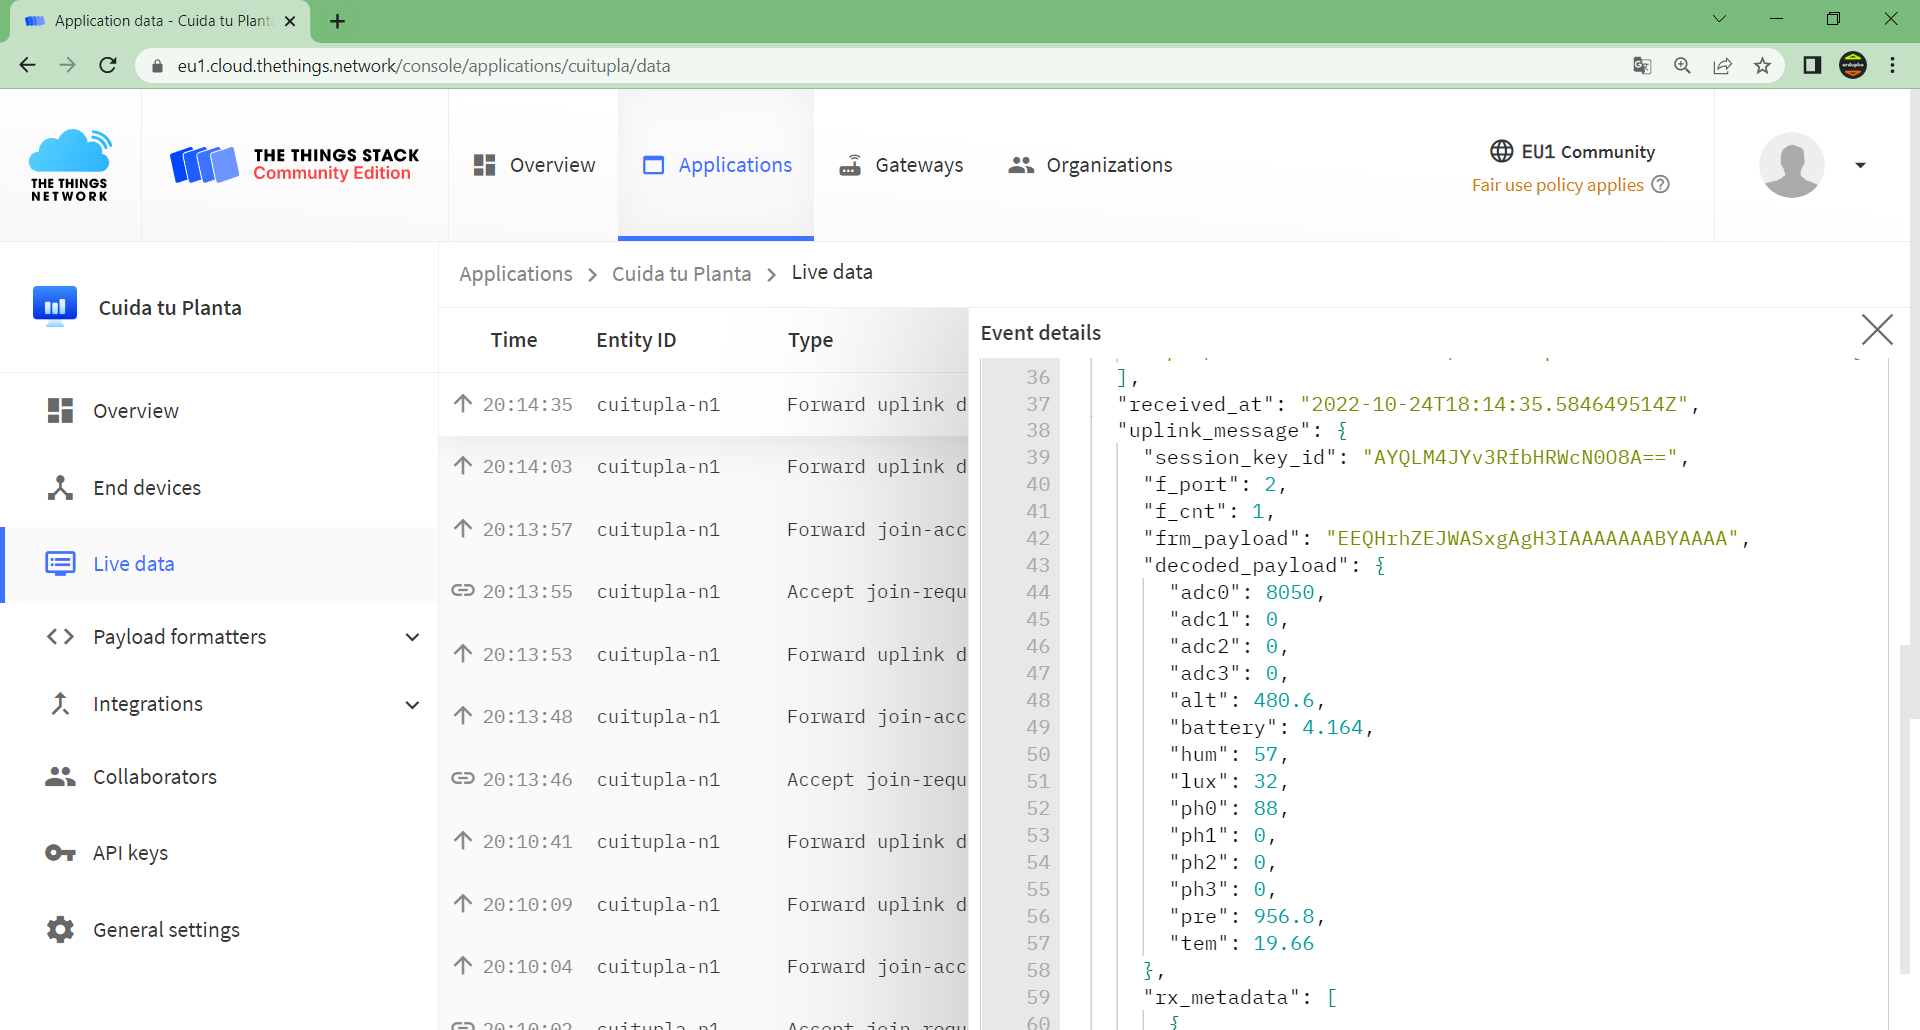 Application data - Cuida tu Plant
eu1.cloud.thethings.network/console/applications/cuitupla/data
THE THINGS
NETWORK
THE THINGS STACK
Community Edition
Overview
Applications
Gateways
Organizations
EU1 Community
Fair use policy applies
Cuida tu Planta
Overview
End devices
Live data
Payload formatters
Integrations
Collaborators
API keys
General settings
Applications > Cuida tu Planta > Live data
Time Entity ID Type
20:14:35 cuitupla-n1 Forward uplink d
20:14:03 cuitupla-n1 Forward uplink d
20:13:57 cuitupla-n1 Forward join-acc
20:13:55 cuitupla-n1 Accept join-requ
20:13:53 cuitupla-n1 Forward uplink d
20:13:48 cuitupla-n1 Forward join-acc
20:13:46 cuitupla-n1 Accept join-requ
20:10:41 cuitupla-n1 Forward uplink d
20:10:09 cuitupla-n1 Forward uplink d
20:10:04 cuitupla-n1 Forward join-acc
20:10:02 cuitupla-n1 Accept join-requ
Event details
36 ],
37 "received_at": "2022-10-24T18:14:35.584649514Z",
38 "uplink_message": {
39 "session_key_id": "AYQLM4JYv3RfbHRWcN0O8A==",
40 "f_port": 2,
41 "f_cnt": 1,
42 "frm_payload": "EEQHrhZEJWASxgAgH3IAAAAAAABYAAAA",
43 "decoded_payload": {
44 "adc0": 8050,
45 "adc1": 0,
46 "adc2": 0,
47 "adc3": 0,
48 "alt": 480.6,
49 "battery": 4.164,
50 "hum": 57,
51 "lux": 32,
52 "ph0": 88,
53 "ph1": 0,
54 "ph2": 0,
55 "ph3": 0,
56 "pre": 956.8,
57 "tem": 19.66
58 },
59 "rx_metadata": [
60 {